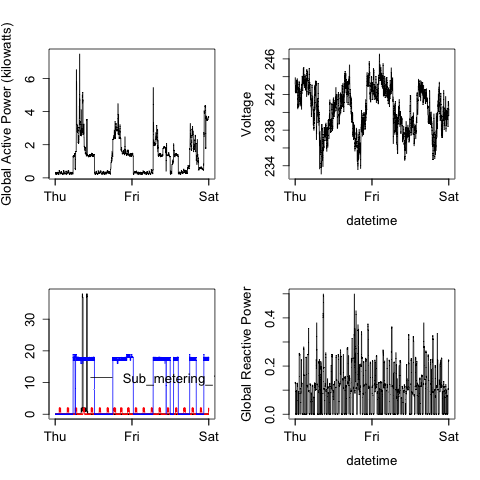 Global Active Power (kilowatts)
0 2 4 6
Thu Fri Sat
Voltage
234 238 242 246
Thu Fri Sat
datetime
0 10 20 30
Sub_metering_
Thu Fri Sat
Global Reactive Power
0.0 0.2 0.4
Thu Fri Sat
datetime